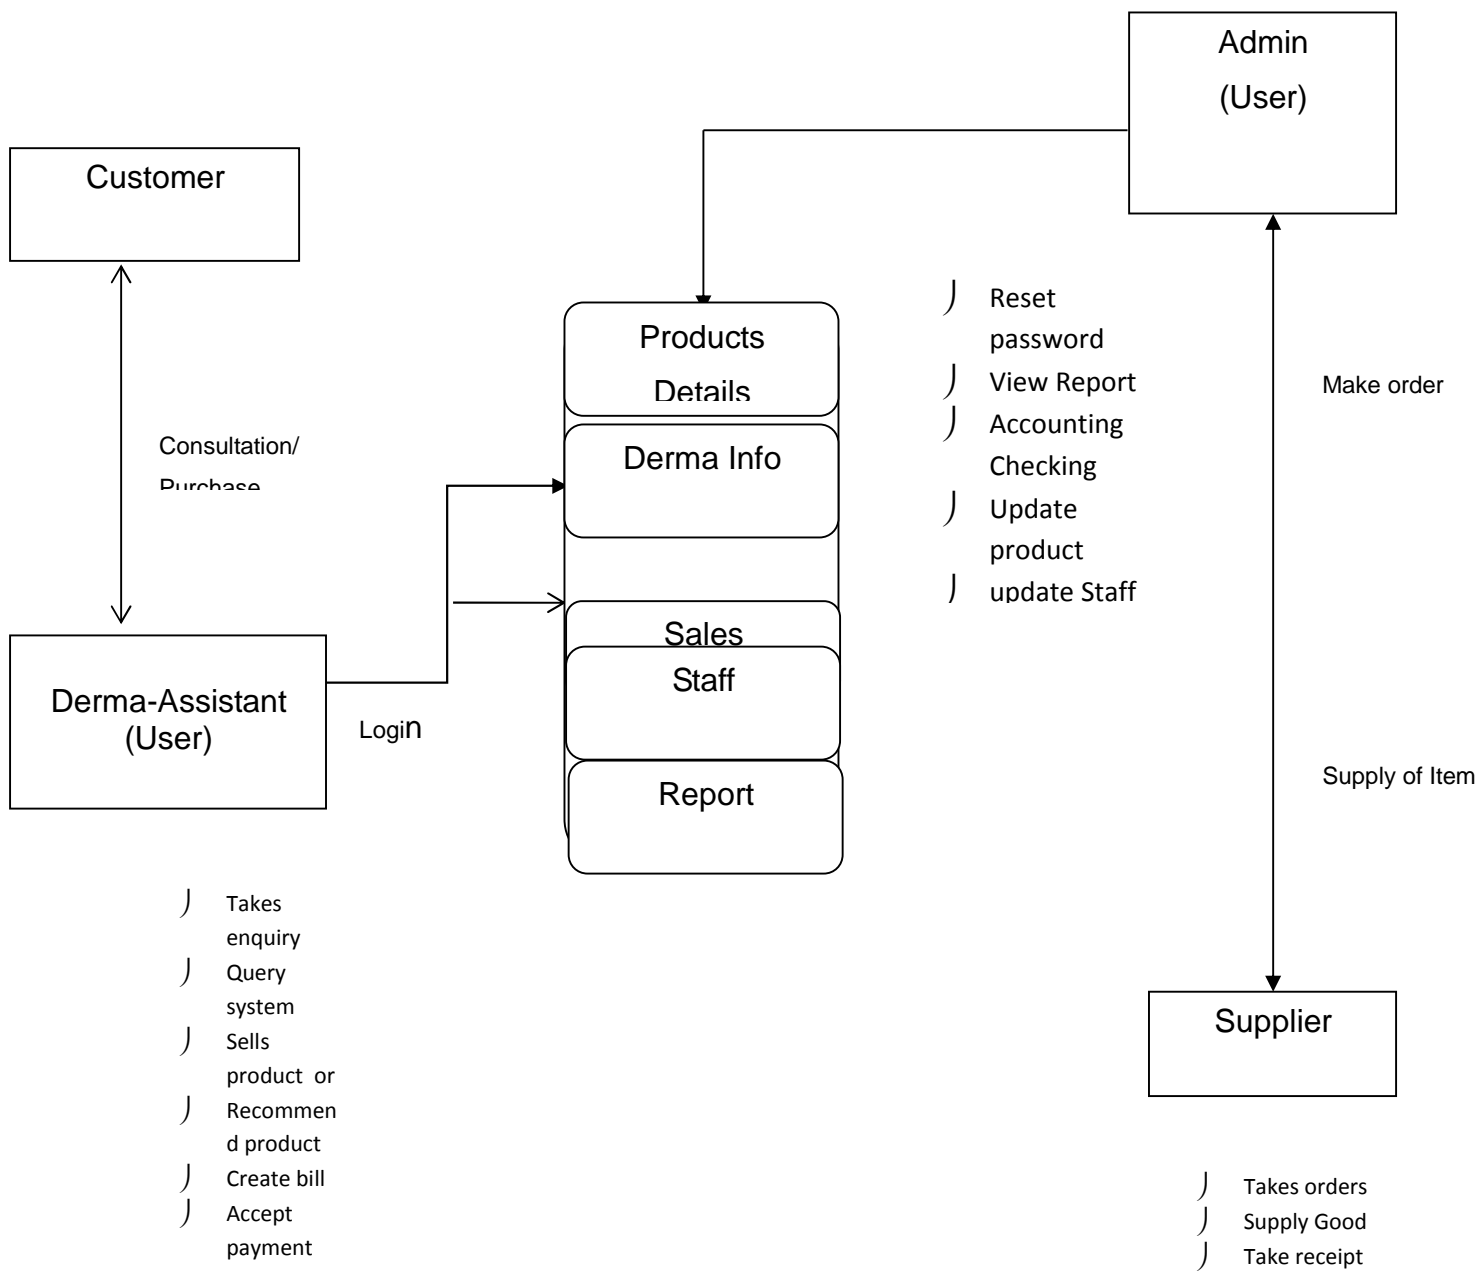 Admin
(User)
Customer
Products
Details
Reset
password
View Report
Accounting
Checking
Update
product
update Staff
Make order
Consultation/
Purchase
Derma Info
Sales
Staff
Derma-Assistant
(User)
Login
Report
Supply of Item
Takes
enquiry
Query
system
Sells
product or
Recommen
d product
Create bill
Accept
payment
Supplier
Takes orders
Supply Good
Take receipt